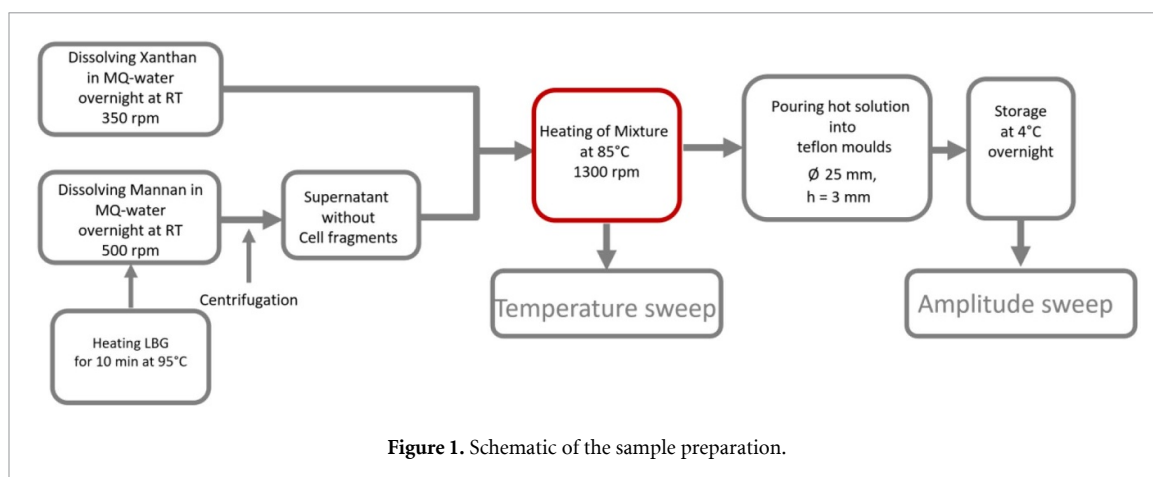 Dissolving Xanthan
in MQ-water
overnight at RT
350 rpm
Dissolving Mannan in
MQ-water
overnight at RT
500 rpm
Supernatant
without
Cell fragments
Centrifugation
Heating LBG
for 10 min at 95°C
Heating of Mixture
at 85°C
1300 rpm
Temperature sweep
Pouring hot solution
into
teflon moulds
Ø 25 mm,
h = 3 mm
Storage
at 4°C
overnight
Amplitude sweep
Figure 1. Schematic of the sample preparation.